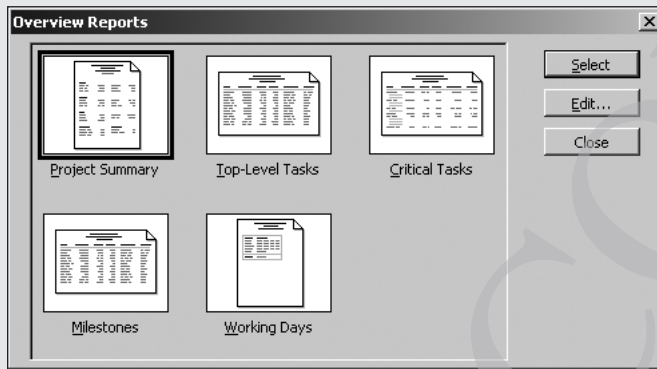 Overview Reports
Select
Edit...
Close
Project Summary
Top-Level Tasks
Critical Tasks
Milestones
Working Days